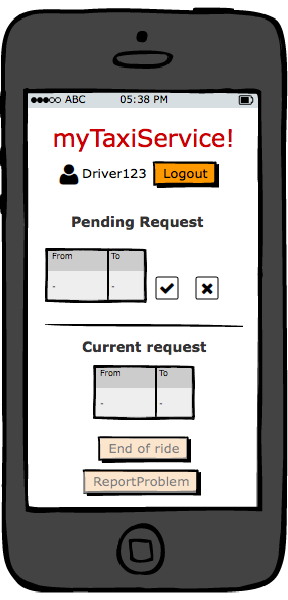 ABC 05:38 PM
myTaxiService!
Driver123 Logout
Pending Request
From To
- -
Current request
From To
- -
End of ride
ReportProblem